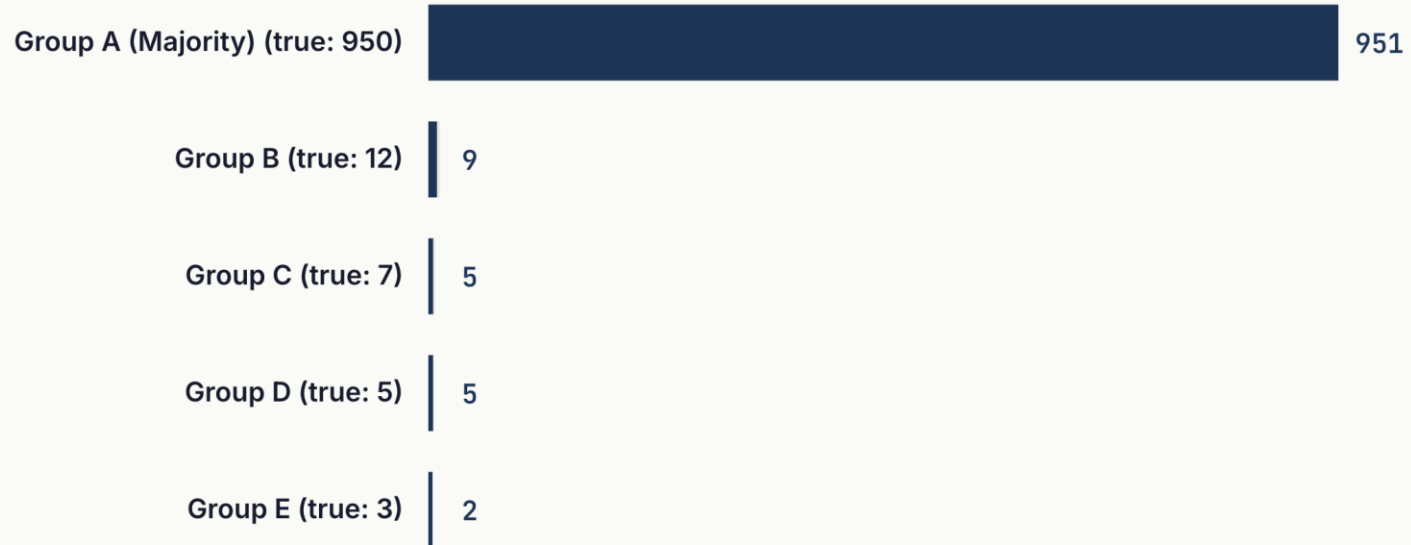 Group A (Majority) (true: 950) 951
Group B (true: 12) 9
Group C (true: 7) 5
Group D (true: 5) 5
Group E (true: 3) 2